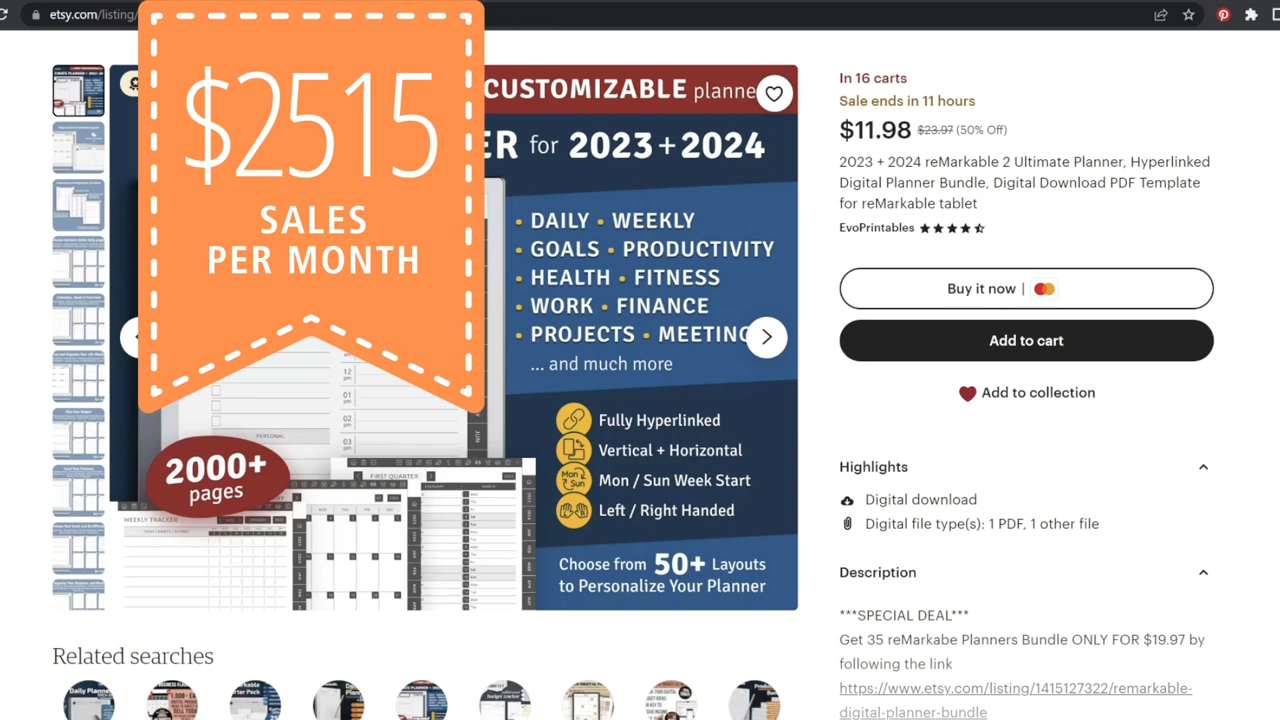 etsy.com/listing/
$2515
SALES
PER MONTH
CUSTOMIZABLE planne
ER for 2023+2024
• DAILY • WEEKLY
• GOALS • PRODUCTIVITY
• HEALTH • FITNESS
• WORK • FINANCE
• PROJECTS • MEETING
... and much more
Fully Hyperlinked
Vertical + Horizontal
Mon / Sun Week Start
Left / Right Handed
Choose from 50+ Layouts
to Personalize Your Planner
2000+
pages
12
pm
01
02
03
PERSONAL
JUN
FIRST QUARTER
WEEKLY TRACKER
Mon
Sun
In 16 carts
Sale ends in 11 hours
$11.98 $23.97 (50% Off)
2023 + 2024 reMarkable 2 Ultimate Planner, Hyperlinked
Digital Planner Bundle, Digital Download PDF Template
for reMarkable tablet
EvoPrintables
Buy it now |
Add to cart
Add to collection
Highlights
Digital download
Digital file type(s): 1 PDF, 1 other file
Description
***SPECIAL DEAL***
Get 35 reMarkabe Planners Bundle ONLY FOR $19.97 by
following the link
https://www.etsy.com/listing/1415127322/remarkable-
digital-planner-bundle
Related searches